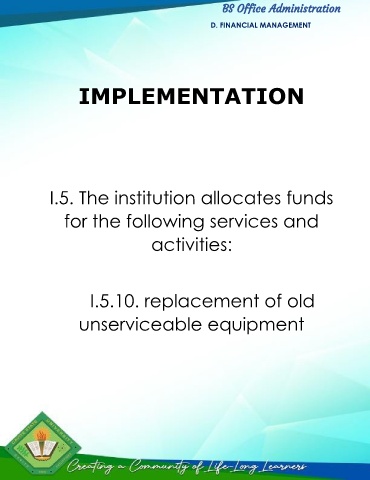 BS Office Administration
D. FINANCIAL MANAGEMENT
IMPLEMENTATION
I.5. The institution allocates funds
for the following services and
activities:
I.5.10. replacement of old
unserviceable equipment
Creating a Community of Life-Long Learners